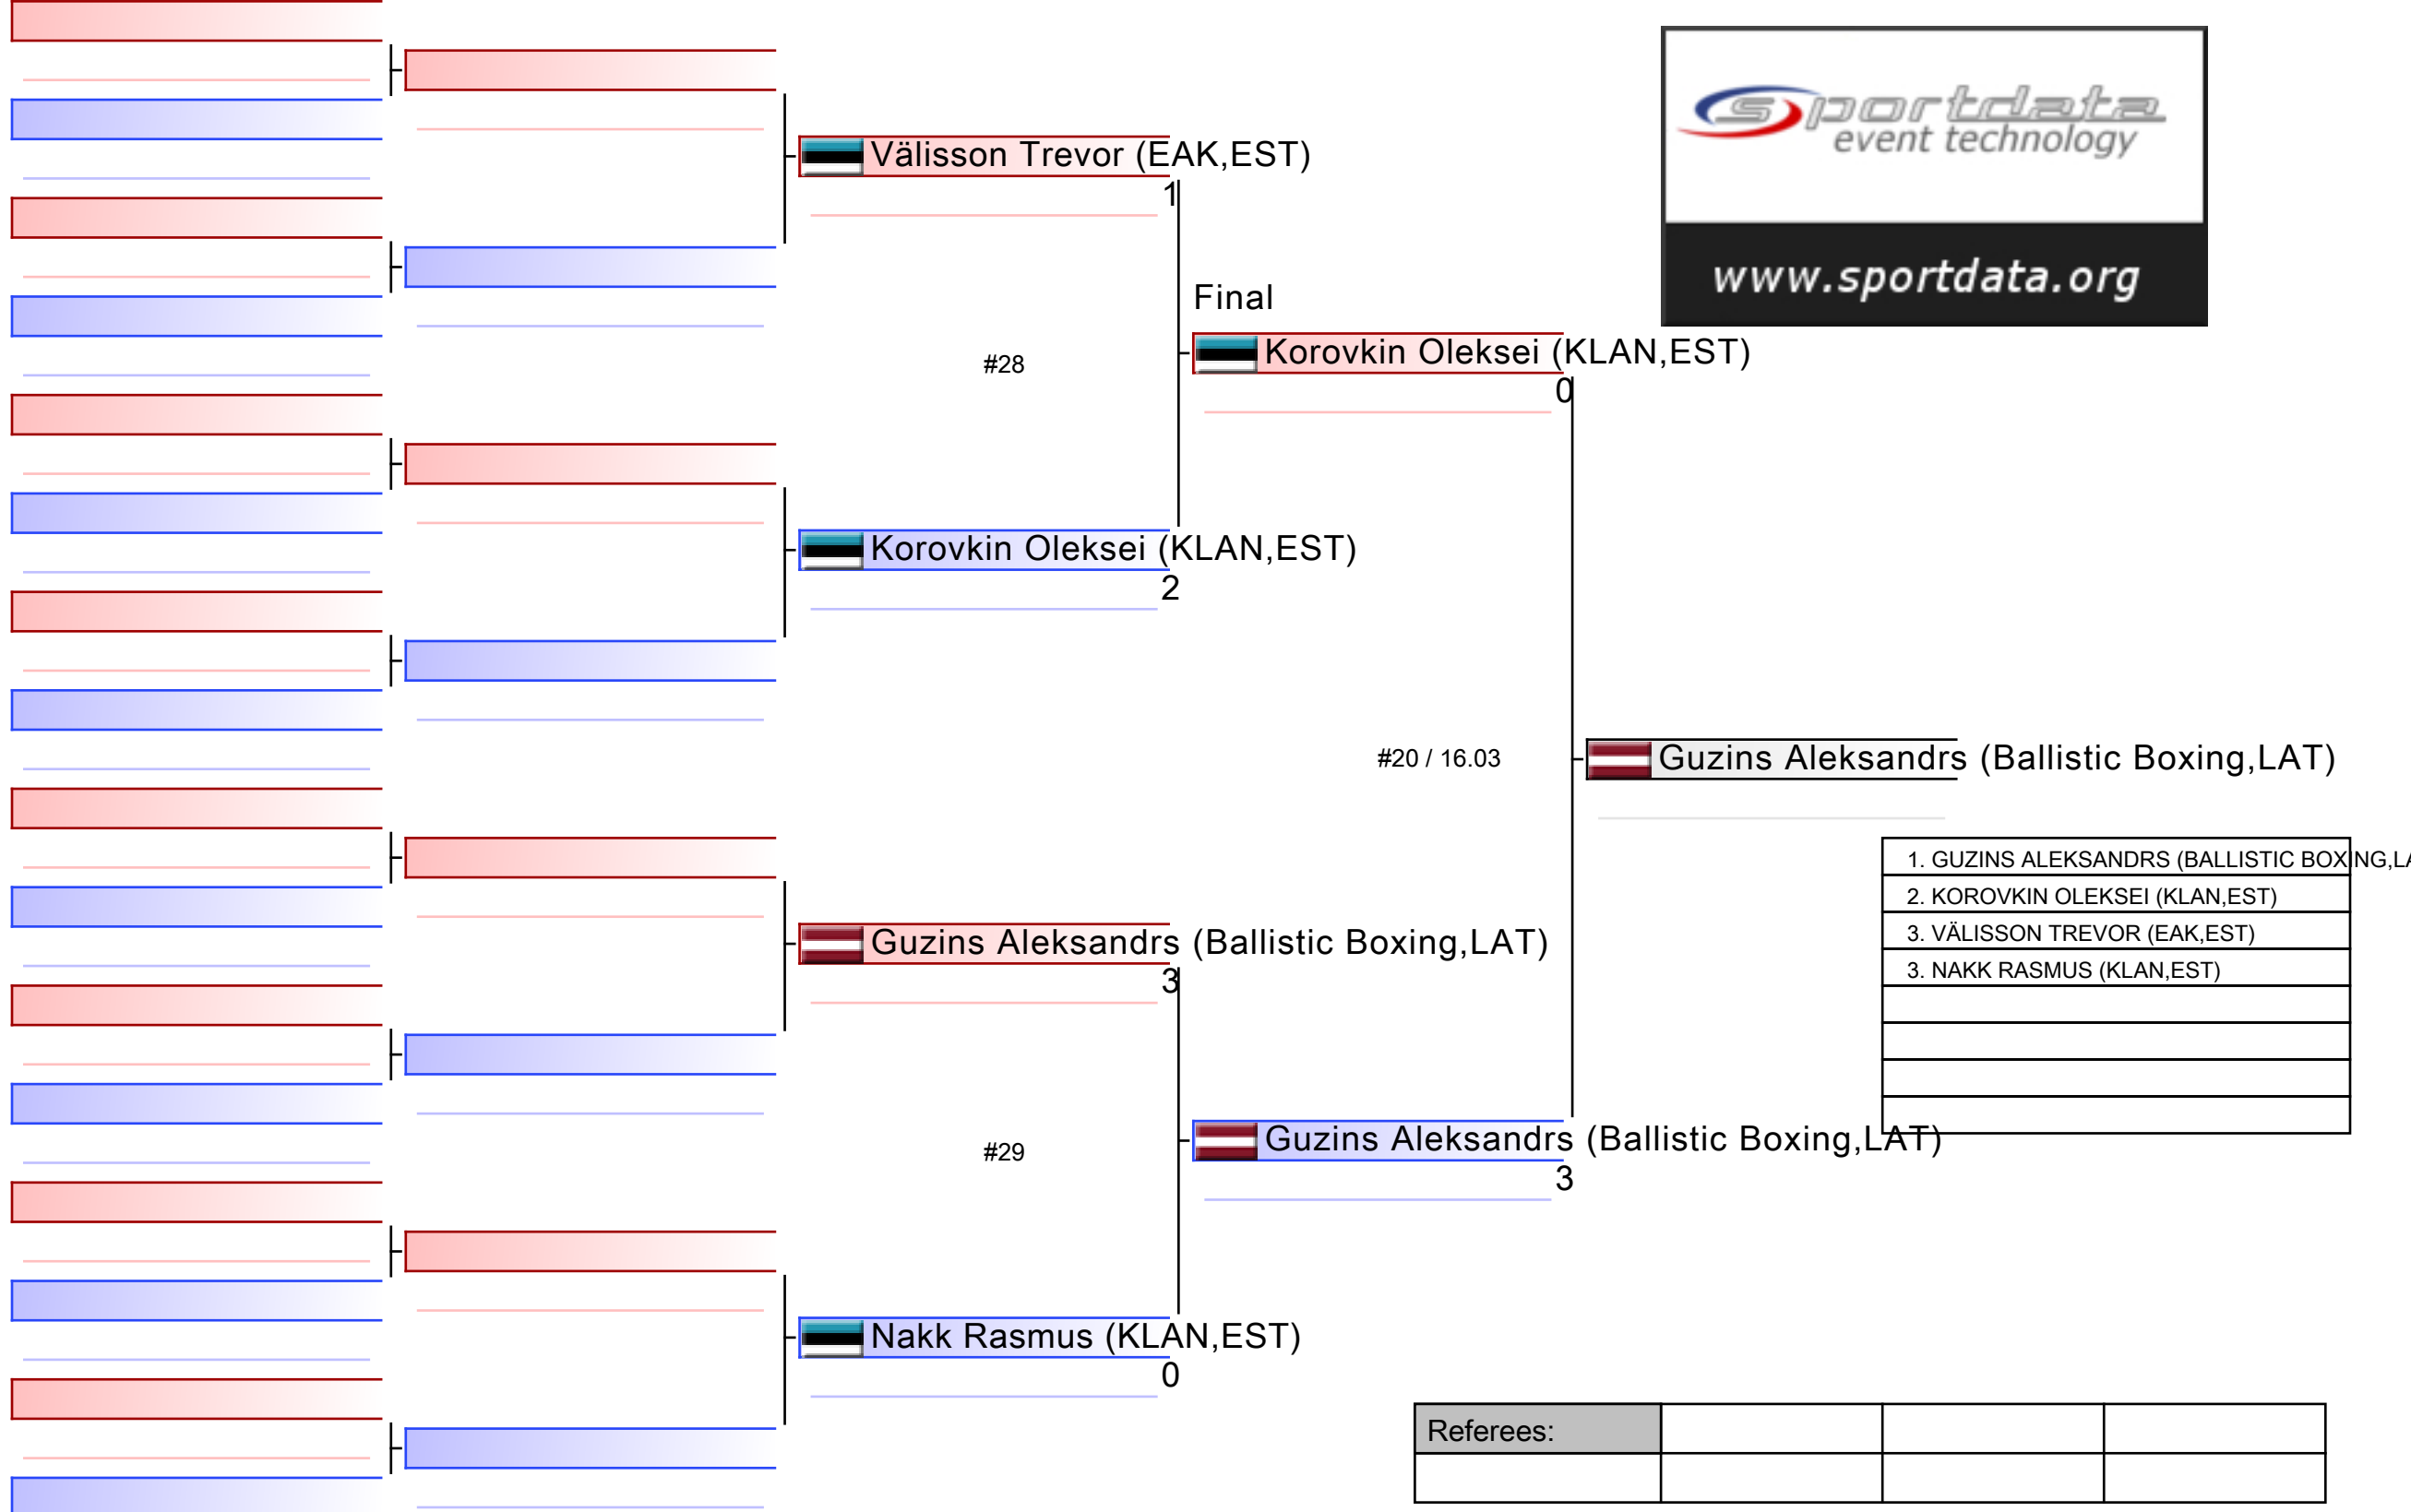 sportdata
event technology
www.sportdata.org
Välisson Trevor (EAK,EST)
1
Final
#28
Korovkin Oleksei (KLAN,EST)
0
Korovkin Oleksei (KLAN,EST)
2
#20 / 16.03
Guzins Aleksandrs (Ballistic Boxing,LAT)
1. GUZINS ALEKSANDRS (BALLISTIC BOXING,LA
2. KOROVKIN OLEKSEI (KLAN,EST)
3. VÄLISSON TREVOR (EAK,EST)
3. NAKK RASMUS (KLAN,EST)
Guzins Aleksandrs (Ballistic Boxing,LAT)
3
#29
Guzins Aleksandrs (Ballistic Boxing,LAT)
3
Nakk Rasmus (KLAN,EST)
0
Referees: